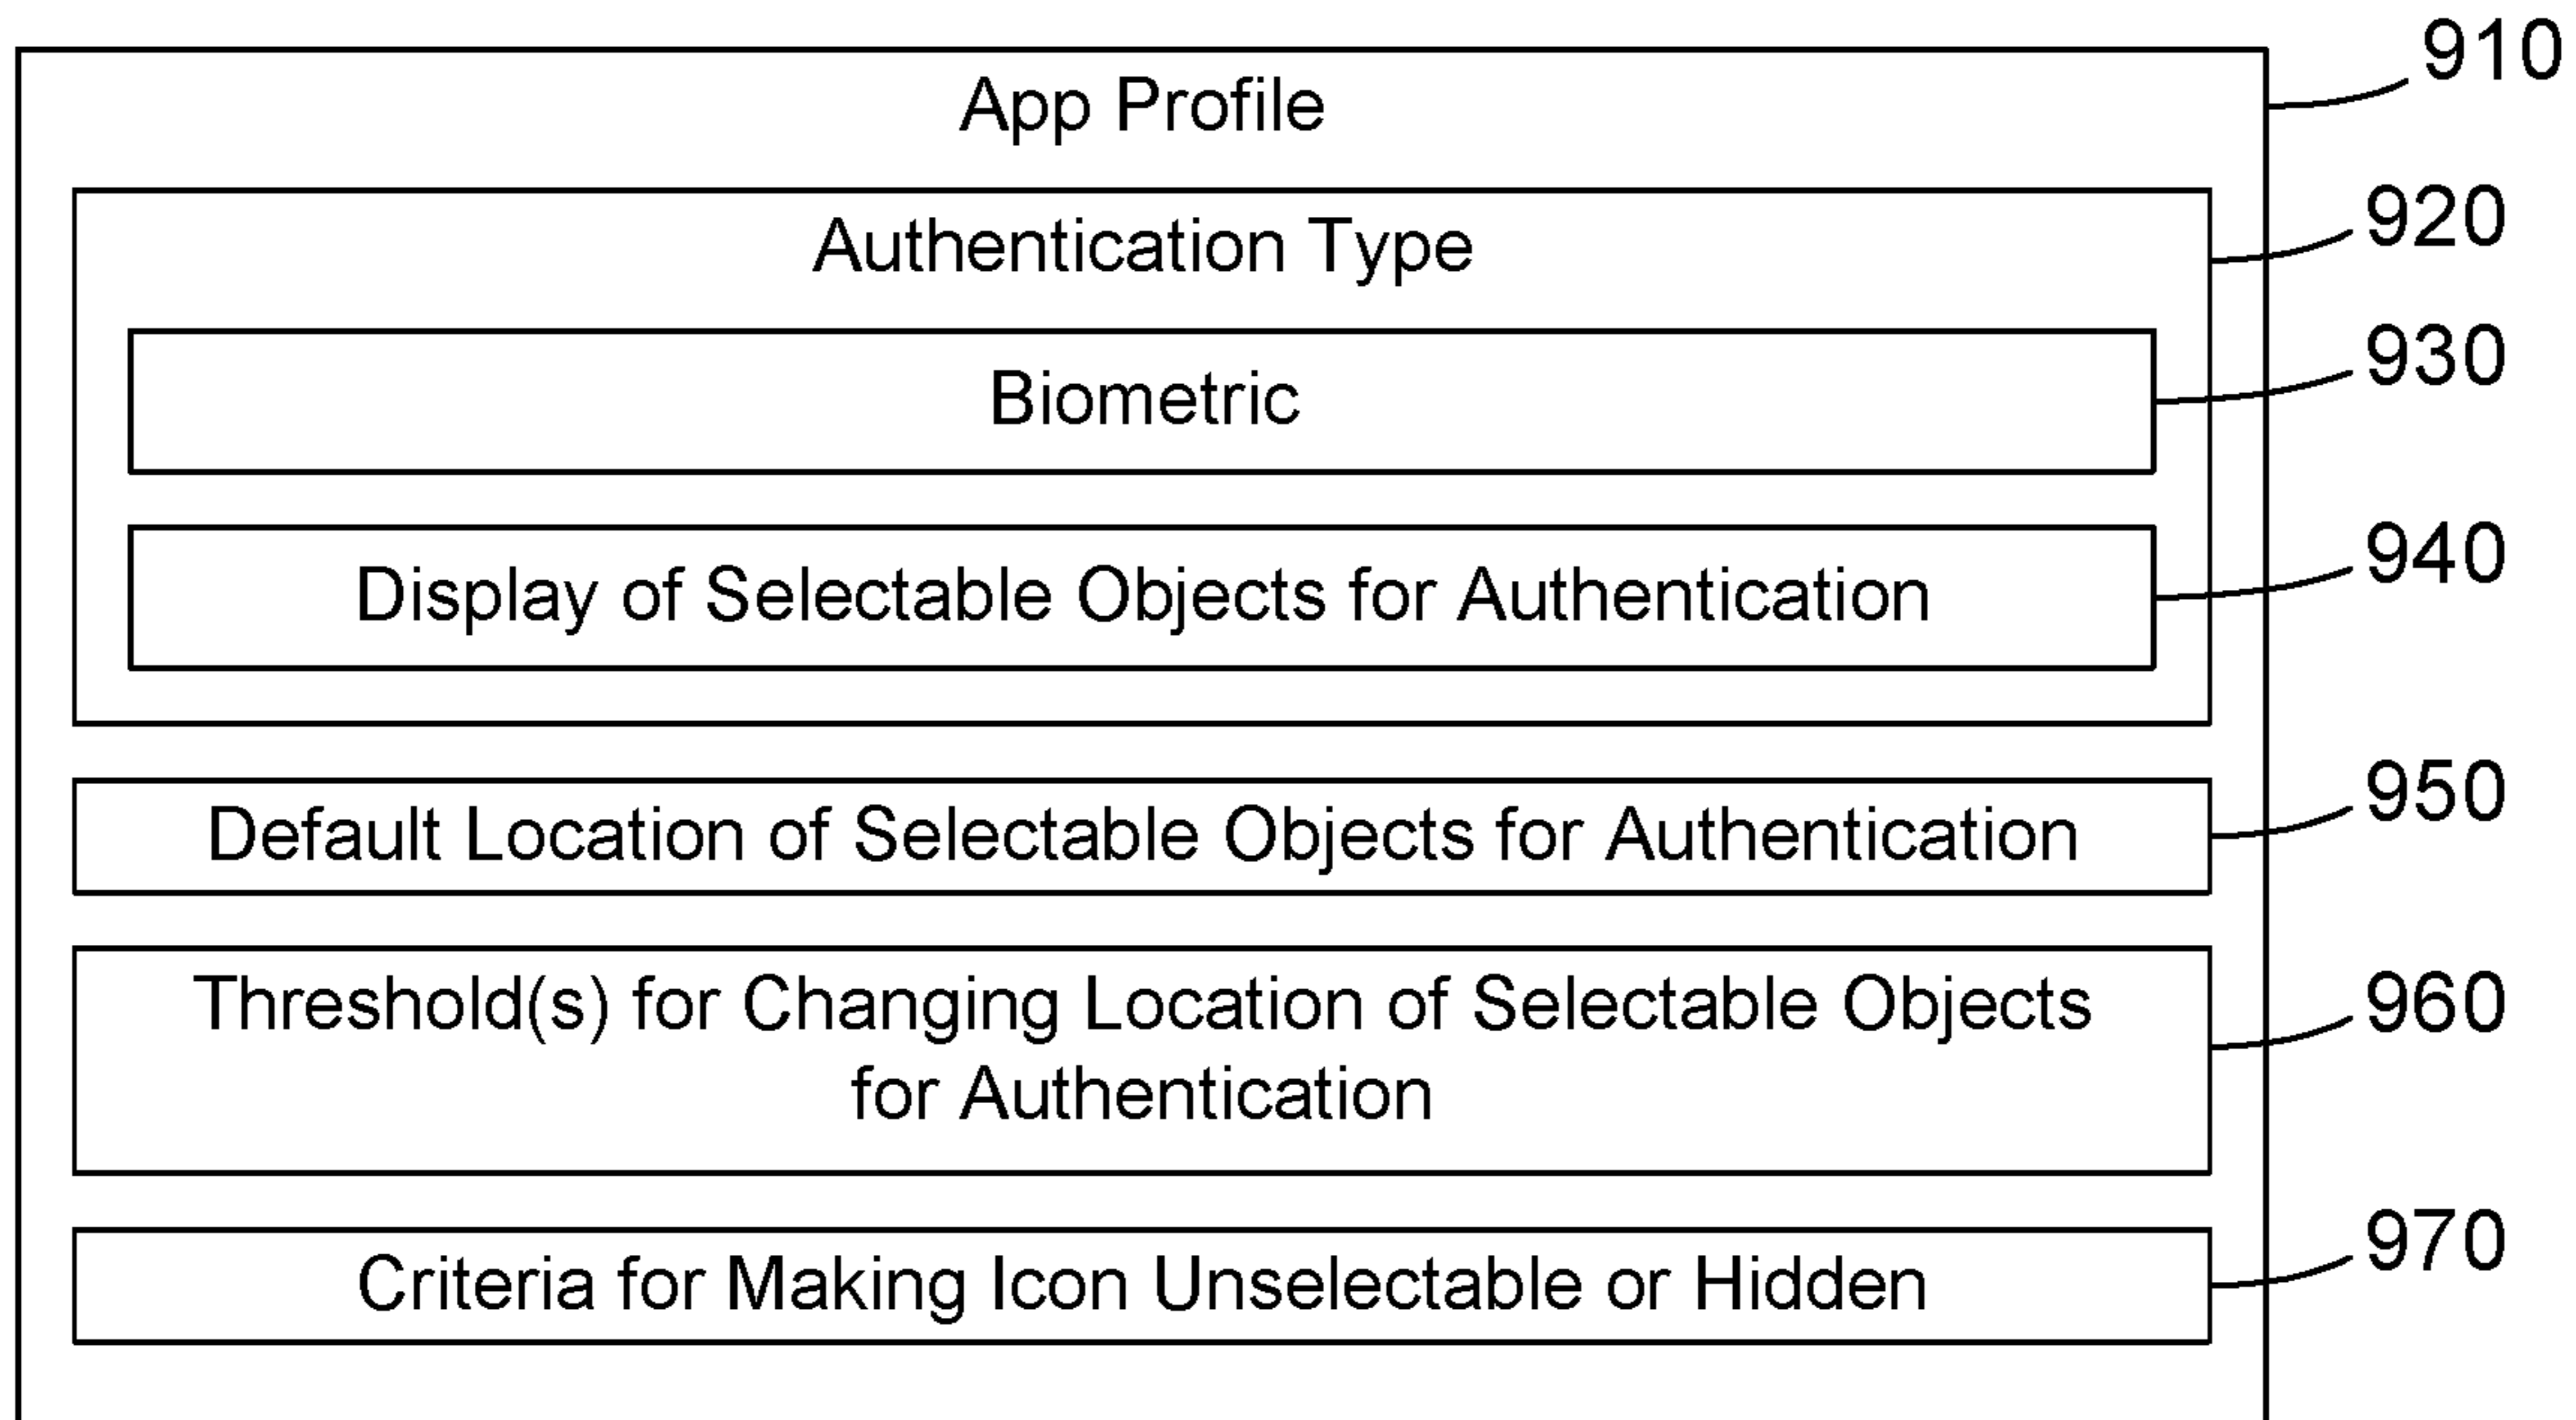 910
App Profile
920
Authentication Type
930
Biometric
940
Display of Selectable Objects for Authentication
950
Default Location of Selectable Objects for Authentication
960
Threshold(s) for Changing Location of Selectable Objects
for Authentication
970
Criteria for Making Icon Unselectable or Hidden